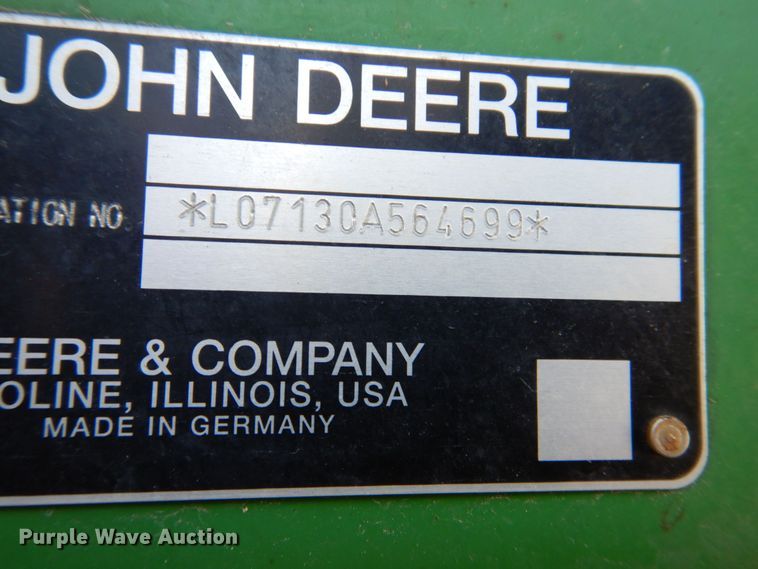 JOHN DEERE
ATION NO
*L07130A564699*
EERE & COMPANY
OLINE, ILLINOIS, USA
MADE IN GERMANY
Purple Wave Auction